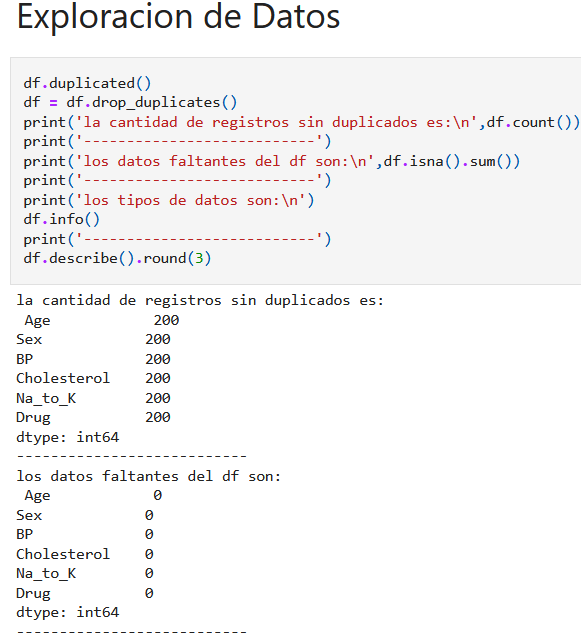 Exploracion de Datos
df.duplicated()
df = df.drop_duplicates()
print('la cantidad de registros sin duplicados es:\n',df.count())
print('---------------------------')
print('los datos faltantes del df son:\n',df.isna().sum())
print('---------------------------')
print('los tipos de datos son:\n')
df.info()
print('---------------------------')
df.describe().round(3)
la cantidad de registros sin duplicados es:
 Age            200
Sex            200
BP             200
Cholesterol    200
Na_to_K        200
Drug           200
dtype: int64
---------------------------
los datos faltantes del df son:
 Age            0
Sex            0
BP             0
Cholesterol    0
Na_to_K        0
Drug           0
dtype: int64
---------------------------